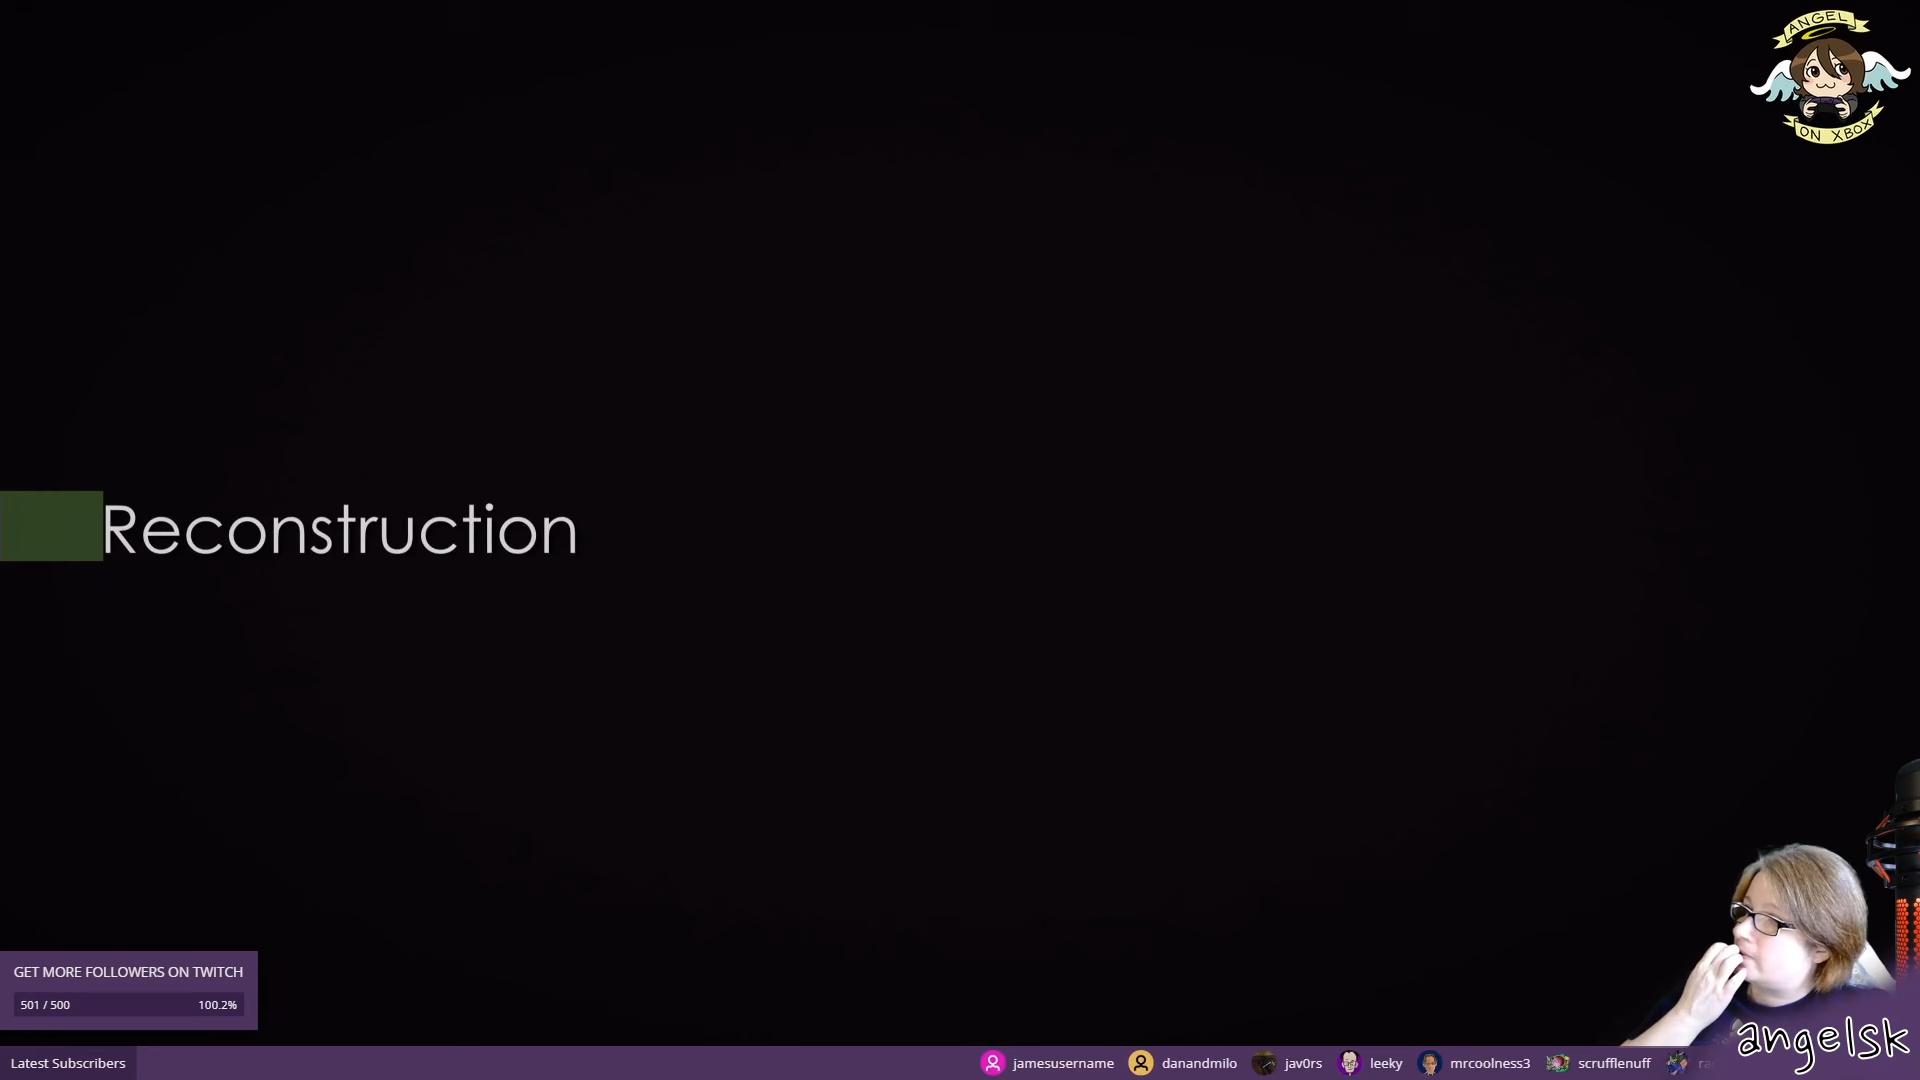 ANGEL
ON XBOX
Reconstruction
GET MORE FOLLOWERS ON TWITCH
501 / 500 100.2%
angelsk
Latest Subscribers jamesusername danandmilo jav0rs leeky mrcoolness3 scrufflenuff